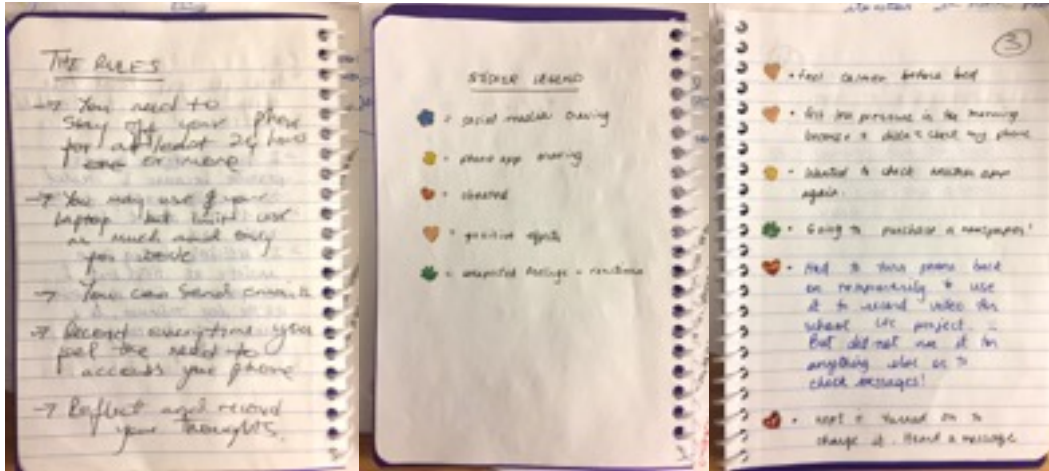 THE RULES
→ You need to
stay off your phone
for at least 24 hours
or more
→ You may use your
laptop but limit use
as much and only
→ You can send emails
→ Record every time you
feel the need to
access your phone
→ Reflect and record
your thoughts.
STICKER LEGEND
= social media craving
= phone app craving
= cheated
= positive effects
= unexpected feelings + reactions
3
= Feel calmer before bed
= felt less pressure in the morning
because I didn't check my phone
= Wanted to check weather app
again.
= Going to purchase a newspaper!
= Had to turn phone back
on temporarily to use
it to record video for
school project.
But did not use it for
anything else or to
check messages!
= Kept it turned on to
charge it. Heard a message